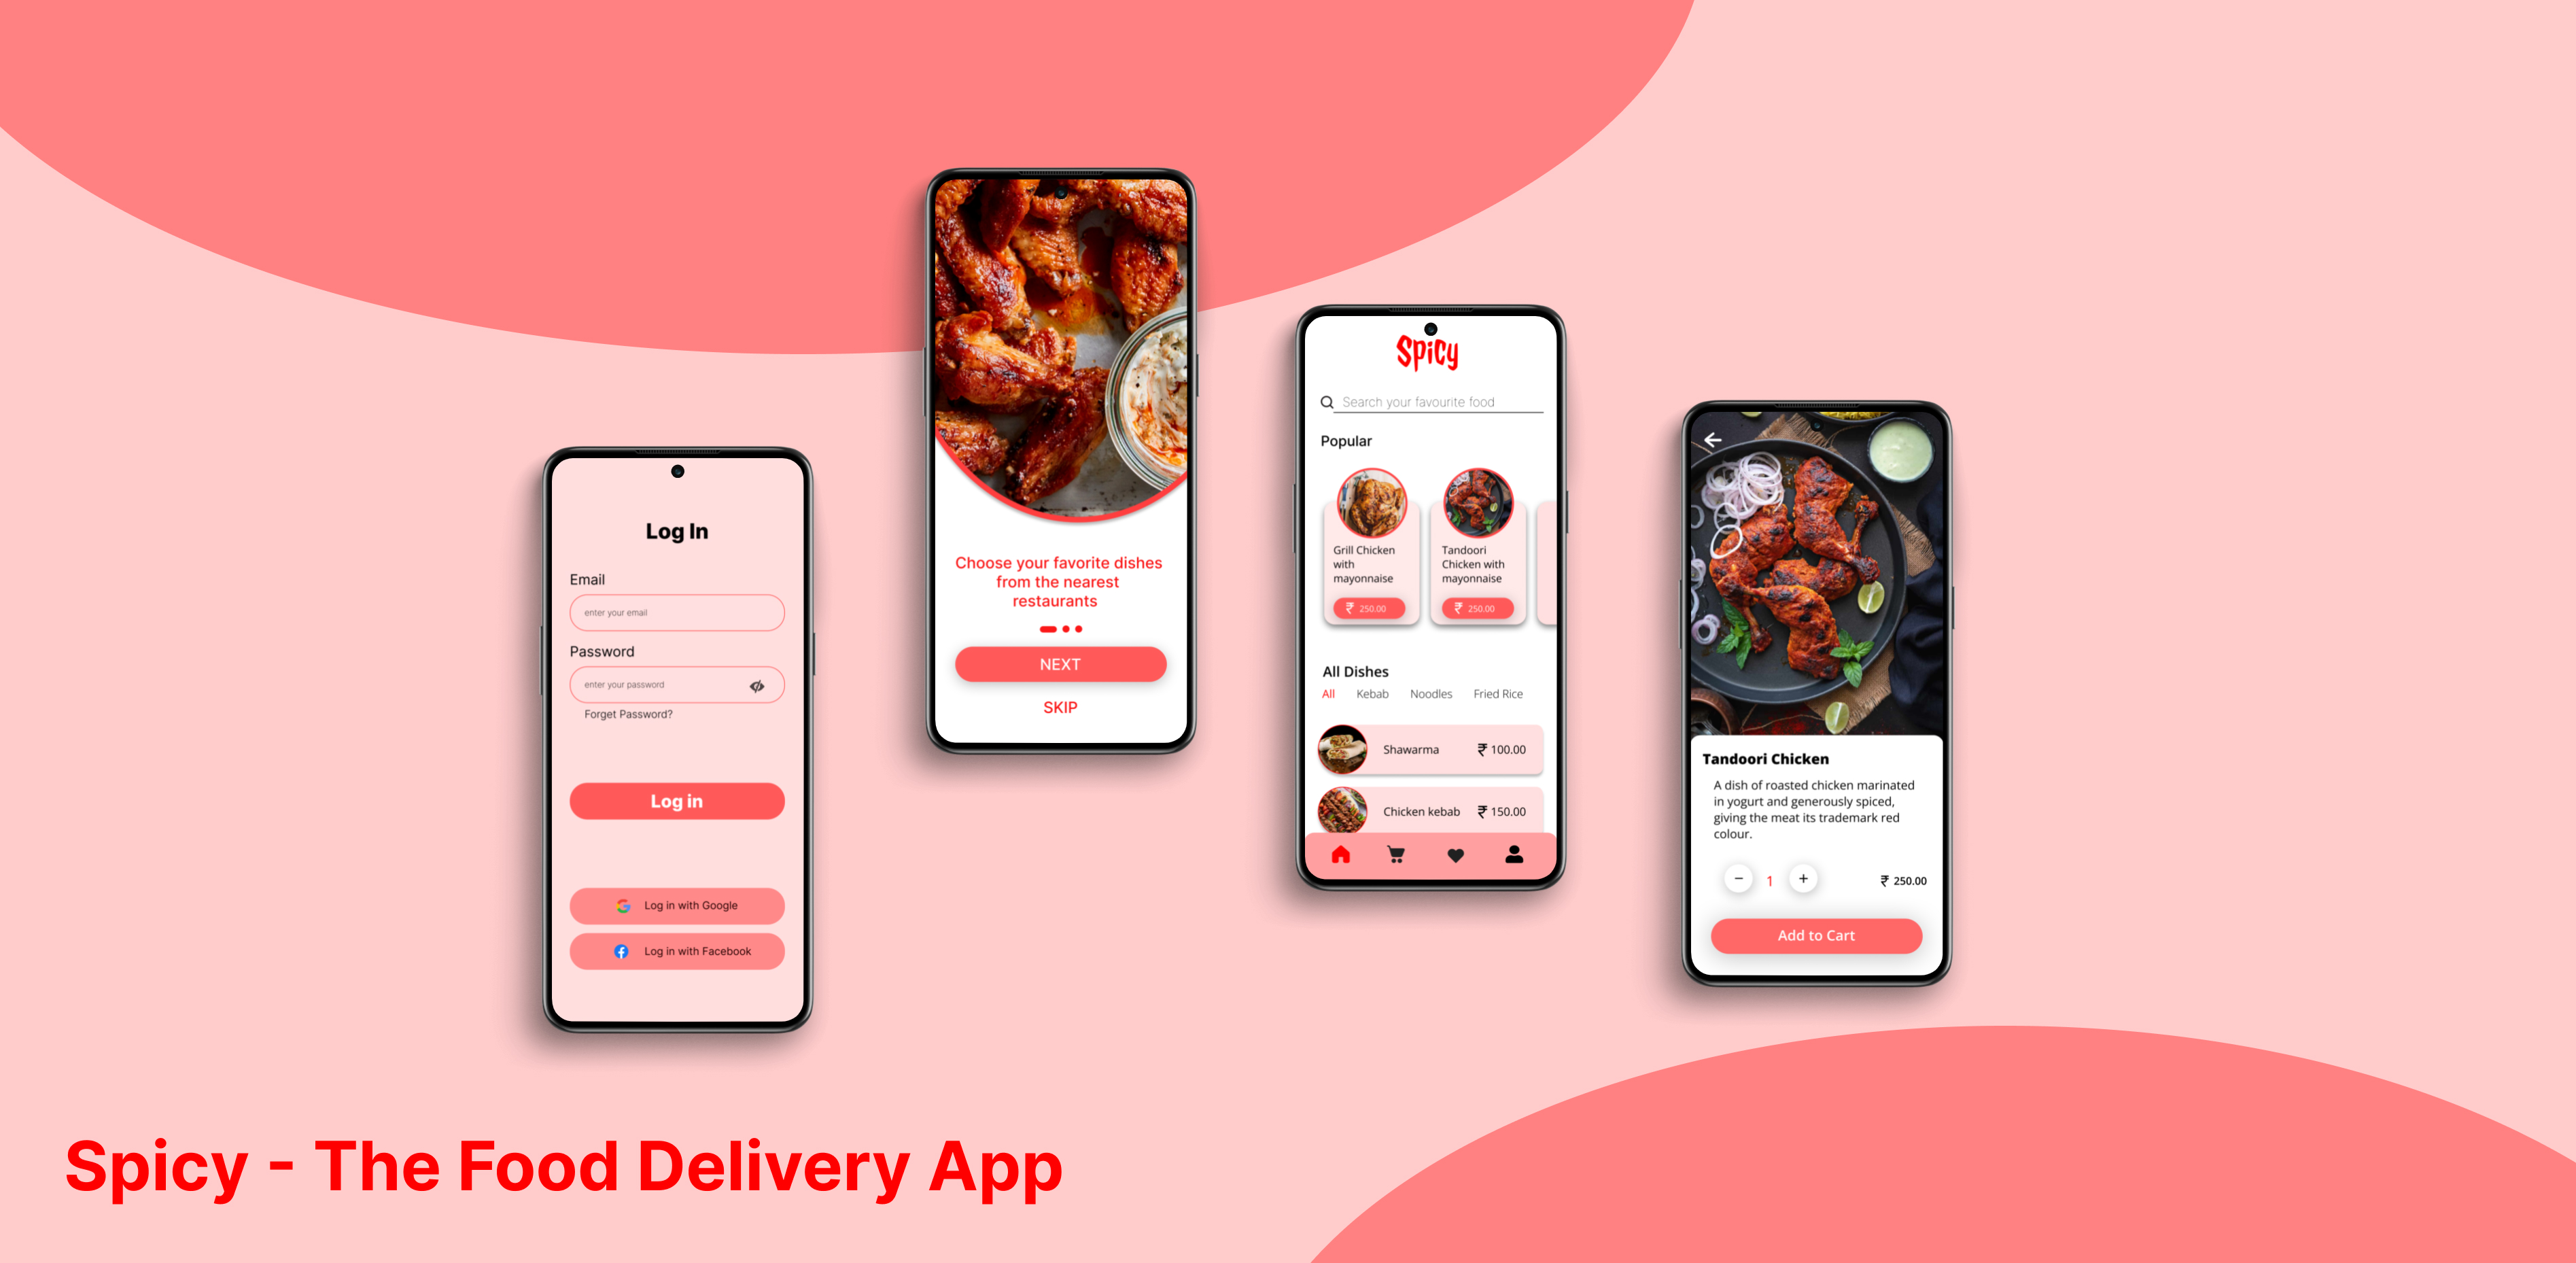 Log In
Email
enter your email
Password
enter your password
Forget Password?
Log in
Log in with Google
Log in with Facebook
Choose your favorite dishes
from the nearest
restaurants
NEXT
SKIP
Spicy
Search your favourite food
Popular
Grill Chicken
with
mayonnaise
₹ 250.00
Tandoori
Chicken with
mayonnaise
₹ 250.00
All Dishes
All Kebab Noodles Fried Rice
Shawarma ₹ 100.00
Chicken kebab ₹ 150.00
Tandoori Chicken
A dish of roasted chicken marinated
in yogurt and generously spiced,
giving the meat its trademark red
colour.
− 1 + ₹ 250.00
Add to Cart
Spicy - The Food Delivery App